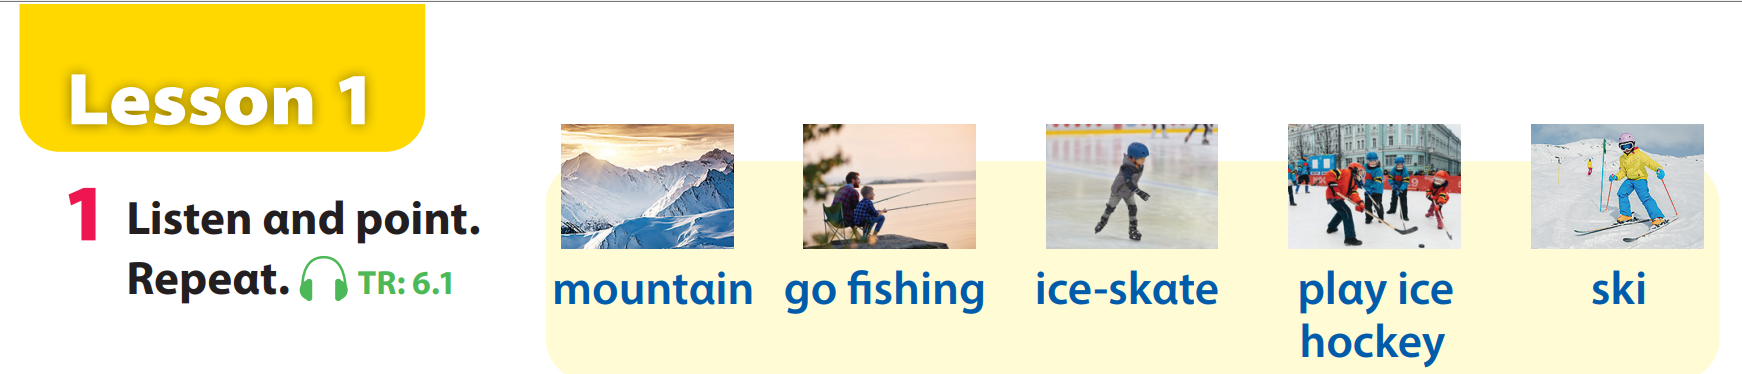 Lesson 1
1 Listen and point.
Repeat. TR: 6.1
mountain
go fishing
ice-skate
play ice
hockey
ski